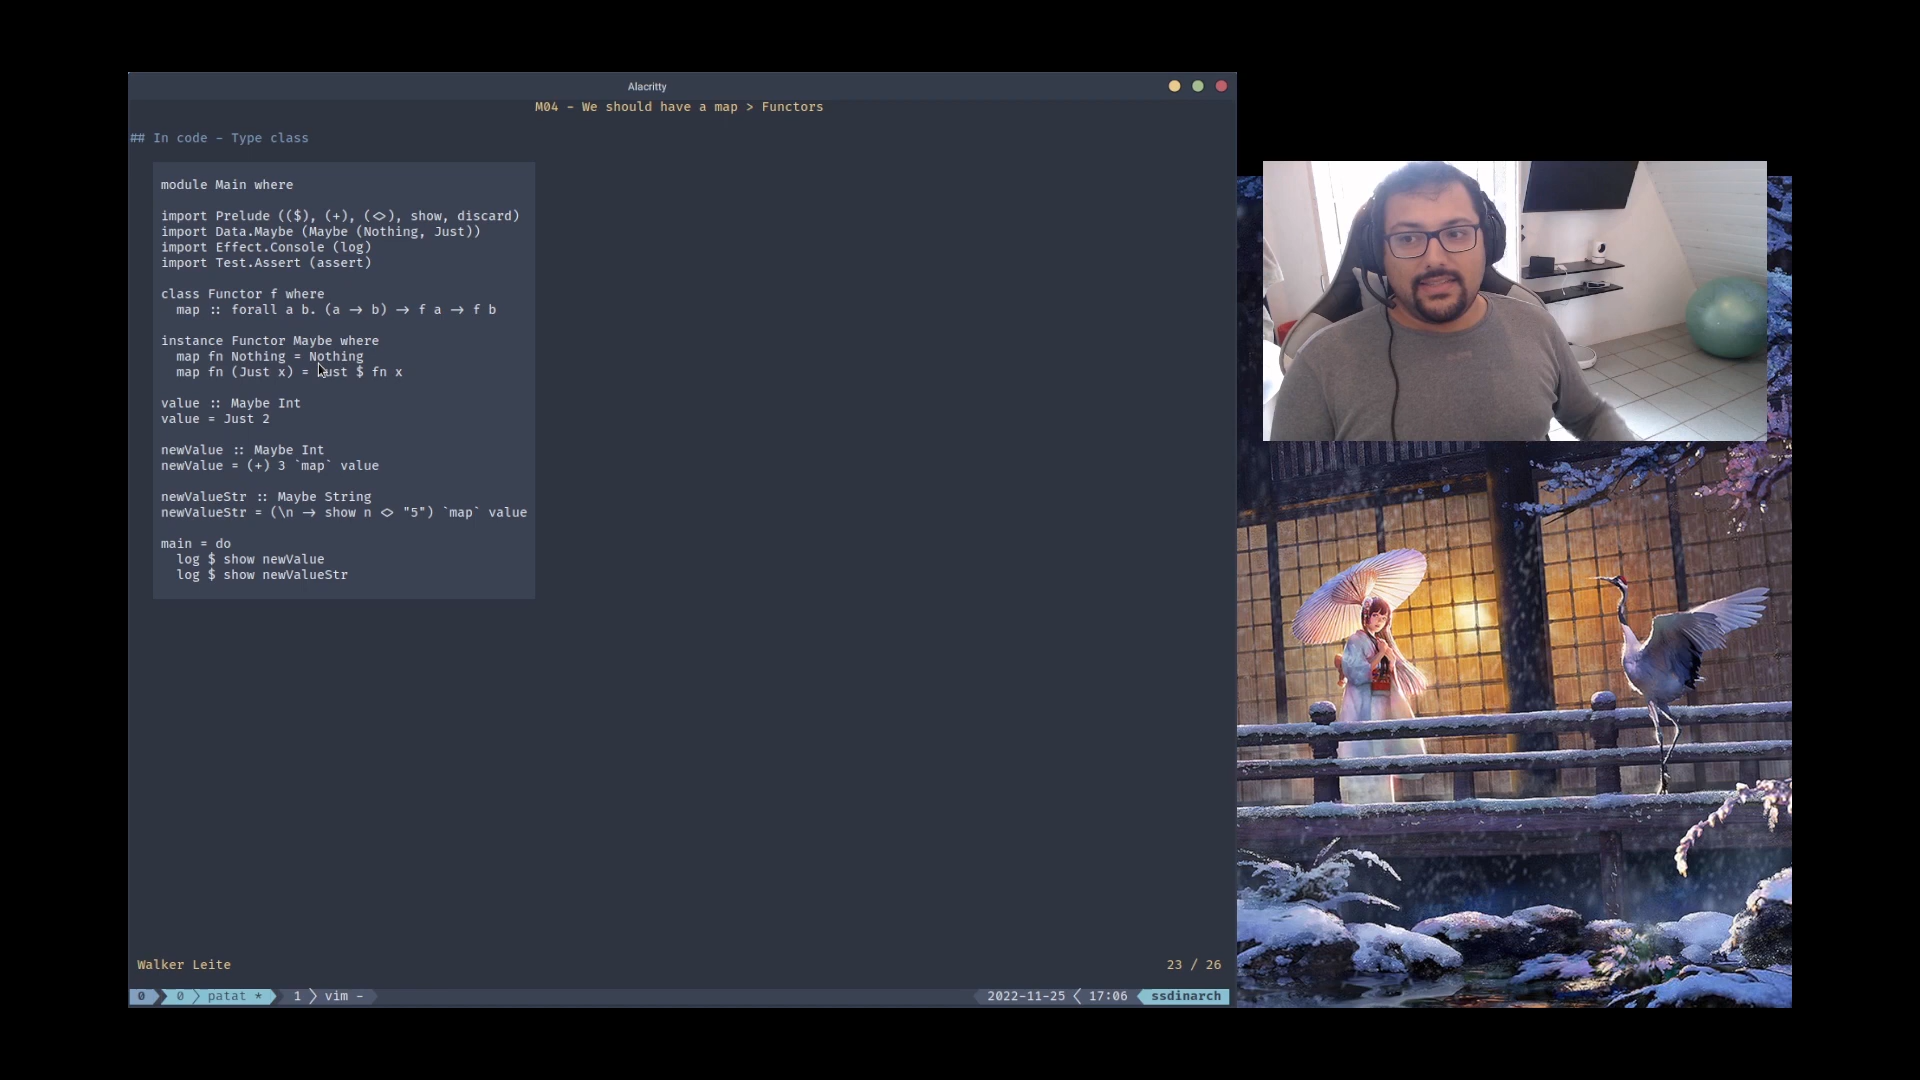 Alacritty
M04 - We should have a map > Functors
## In code - Type class
module Main where
import Prelude (($), (+), (<>), show, discard)
import Data.Maybe (Maybe (Nothing, Just))
import Effect.Console (log)
import Test.Assert (assert)
class Functor f where
  map :: forall a b. (a -> b) -> f a -> f b
instance Functor Maybe where
  map fn Nothing = Nothing
  map fn (Just x) = Just $ fn x
value :: Maybe Int
value = Just 2
newValue :: Maybe Int
newValue = (+) 3 `map` value
newValueStr :: Maybe String
newValueStr = (\n -> show n <> "5") `map` value
main = do
  log $ show newValue
  log $ show newValueStr
Walker Leite 23 / 26
0 0 patat * 1 vim - 2022-11-25 17:06 ssdinarch